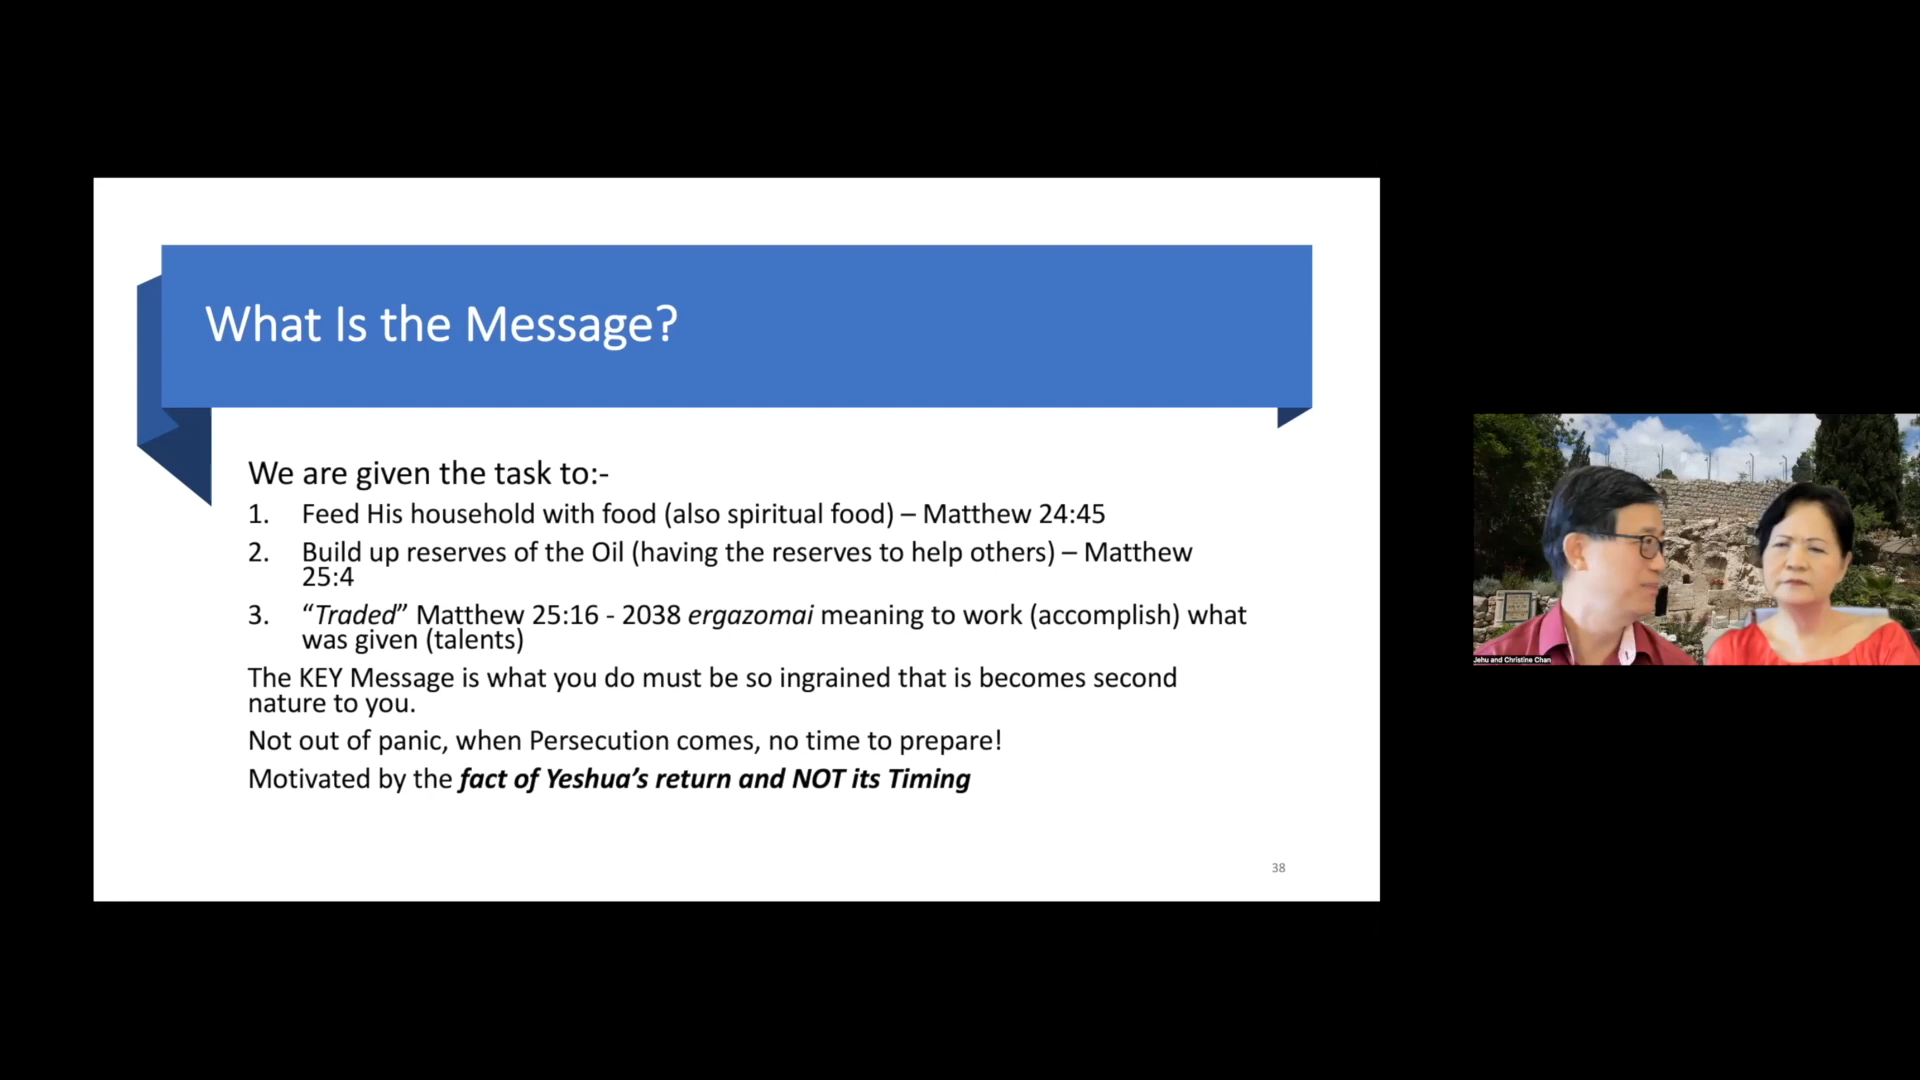 What Is the Message?
We are given the task to:-
1. Feed His household with food (also spiritual food) – Matthew 24:45
2. Build up reserves of the Oil (having the reserves to help others) – Matthew
25:4
3. “Traded” Matthew 25:16 - 2038 ergazomai meaning to work (accomplish) what
was given (talents)
The KEY Message is what you do must be so ingrained that is becomes second
nature to you.
Not out of panic, when Persecution comes, no time to prepare!
Motivated by the fact of Yeshua’s return and NOT its Timing
38
Jehu and Christine Chan